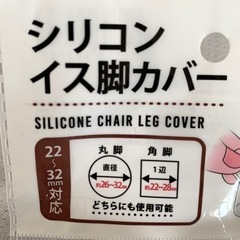 シリコン
イス脚カバー
SILICONE CHAIR LEG COVER
22
〜
32mm
対応
丸脚
直径
約26〜32mm
角脚
1辺
約22〜28mm
どちらにも使用可能